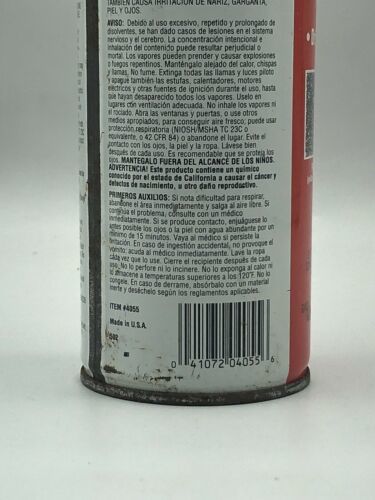 TAMBIEN CAUSA IRRITACION DE NARIZ, GARGANTA,
PIEL Y OJOS.
AVISO: Debido al uso excesivo, repetido y prolongado de
disolventes, se han dado casos de lesiones en el sistema
nervioso y el cerebro. La concentración intencional e
inhalación del contenido puede resultar perjudicial o
mortal. Los vapores pueden causar explosiones
o fuegos repentinos. Manténgalo alejado del calor, chispas
y llamas, No fume. Extinga todas las llamas y luces piloto
y apague también las estufas, calentadores, motores
eléctricos y otras fuentes de ignición durante el uso, hasta
que hayan desaparecido todos los vapores. Uselo en
lugares con ventilación adecuada. No inhale los vapores ni
el rociado. Abra las ventanas y puertas, o use otros
medios apropiados, para conseguir aire fresco; puede usar
protección respiratoria (NIOSH/MSHA TC 23C o
equivalente, o 42 CFR 84) o abandonar el lugar. Evite el
contacto con los ojos, la piel y la ropa. Lávese bien
después de cada uso. Es recomendable que se proteja los
ojos. MANTEGALO FUERA DEL ALCANCE DE LOS NIÑOS.
ADVERTENCIA! Este producto contiene un químico
conocido por el estado de California a causar el cáncer y
defectos de nacimiento, u otro daño reproductivo.
PRIMEROS AUXILIOS: Si nota dificultad para respirar,
abandone el área inmediatamente y salga al aire libre. Si
continúa el problema, consulte con un médico
inmediatamente. Si se produce contacto, enjuáguese lo
antes posible los ojos o la piel con agua abundante por un
mínimo de 15 minutos. Vaya al médico si persiste la
irritación. En caso de ingestión accidental, no provoque el
vómito; acuda a un médico inmediatamente. Lave la ropa
cada vez que lo use. Cierre el recipiente después de cada
uso. No lo perfore ni lo incinere. No lo exponga al calor ni
lo almacene a temperaturas superiores a los 120°F. No lo
congele. En caso de derrame, absórbalo con un material
inerte y deséchelo según los reglamentos aplicables.
ITEM #4055
Made in U.S.A.
502
0 41072 04055 6